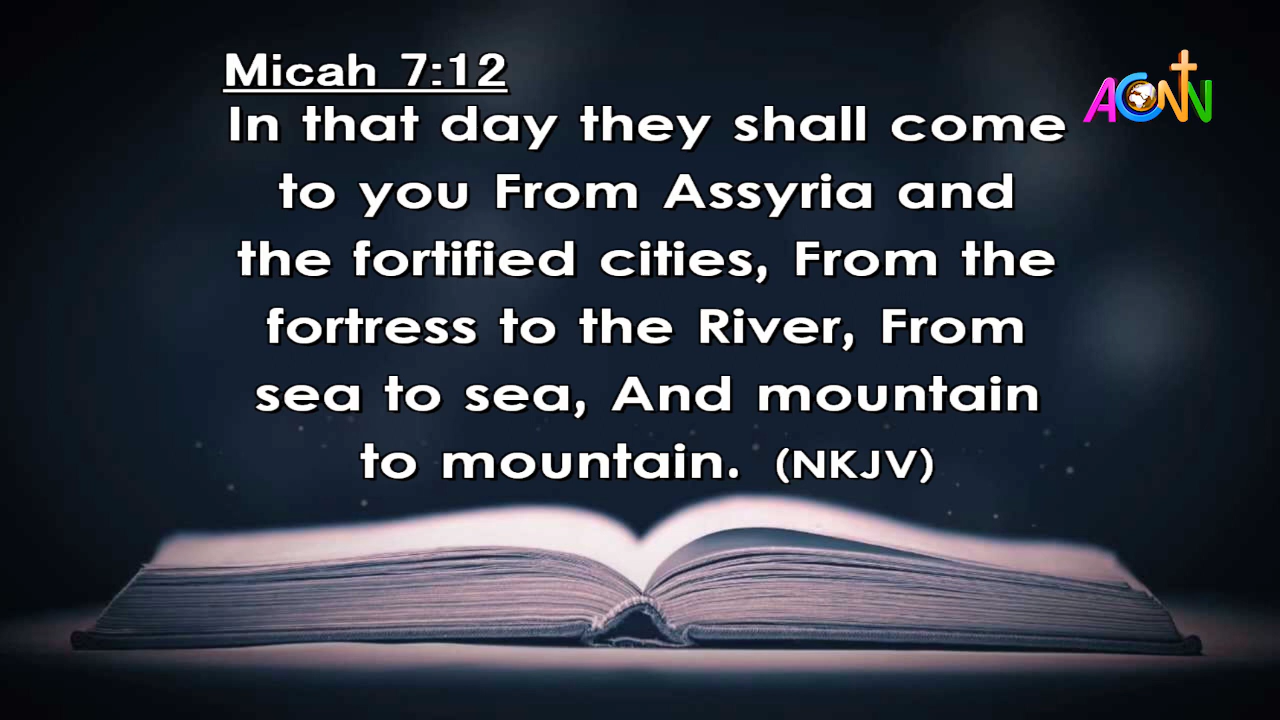 Micah 7:12
In that day they shall come
to you From Assyria and
the fortified cities, From the
fortress to the River, From
sea to sea, And mountain
to mountain. (NKJV)
ACNN